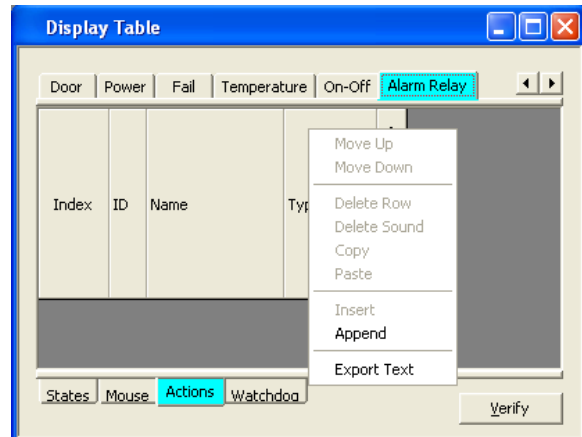 Display Table
Door Power Fail Temperature On-Off Alarm Relay
Index ID Name
Move Up
Move Down
Delete Row
Delete Sound
Copy
Paste
Insert
Append
Export Text
States Mouse Actions Watchdog
Verify